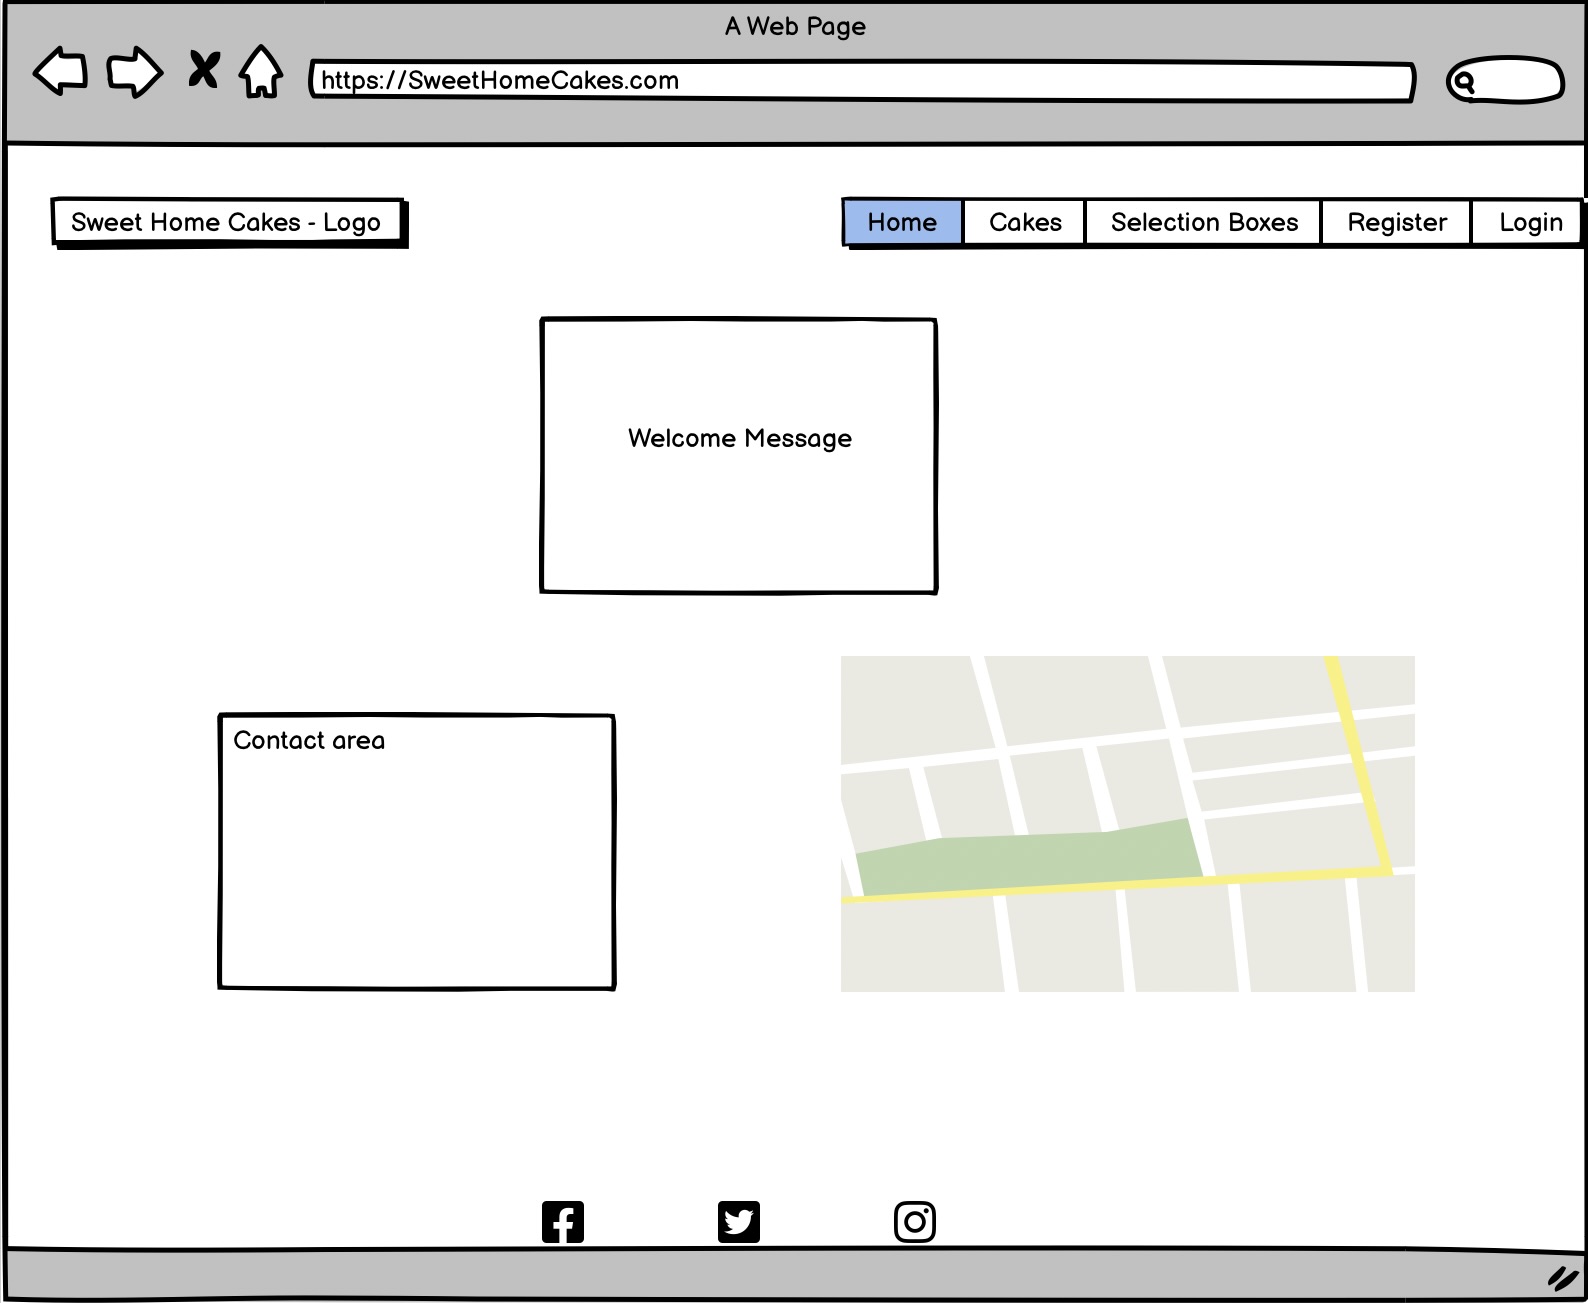 A Web Page
https://SweetHomeCakes.com
Sweet Home Cakes - Logo
Home Cakes Selection Boxes Register Login
Welcome Message
Contact area